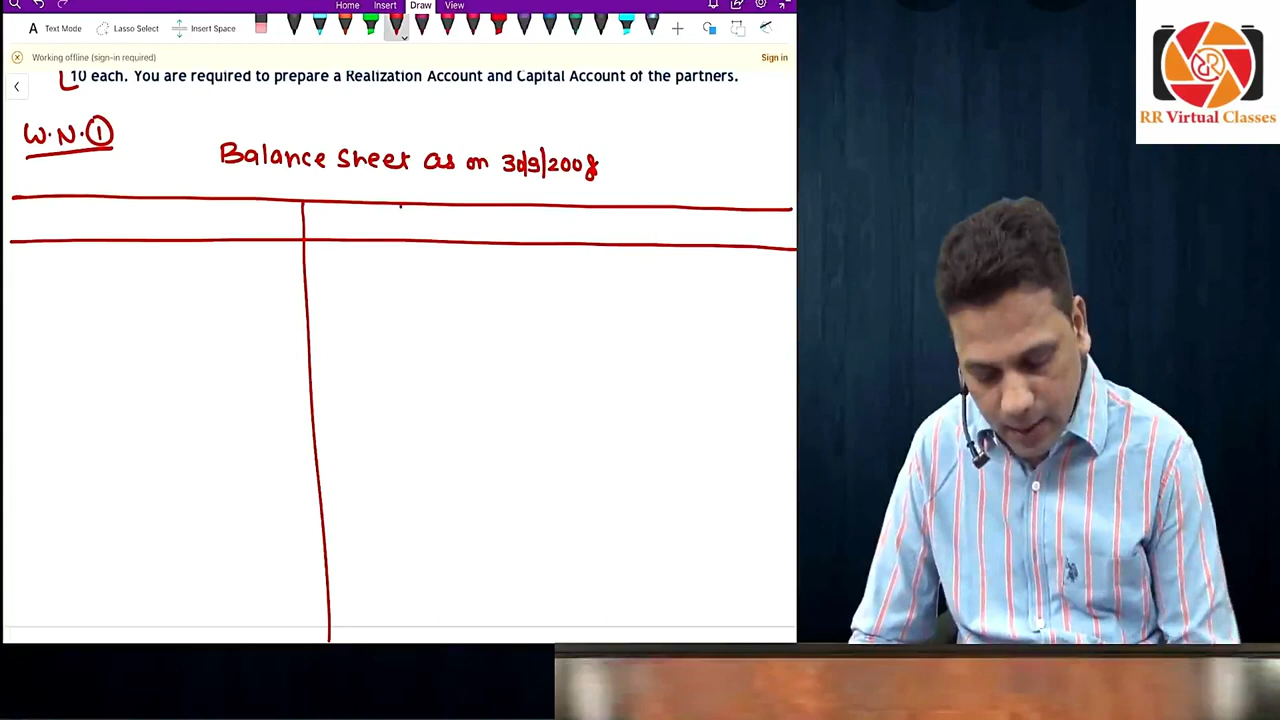 Home Insert Draw View
A Text Mode Lasso Select Insert Space
Working offline (sign-in required) Sign in
10 each. You are required to prepare a Realization Account and Capital Account of the partners.
W.N. 1
Balance Sheet as on 30/9/2008
RR
RR Virtual Classes